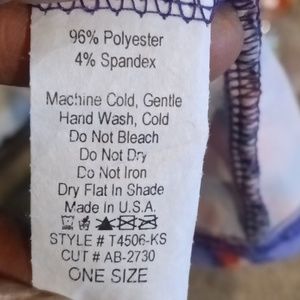 96% Polyester
4% Spandex
Machine Cold, Gentle
Hand Wash, Cold
Do Not Bleach
Do Not Dry
Do Not Iron
Dry Flat In Shade
Made in U.S.A.
STYLE # T4506-KS
CUT # AB-2730
ONE SIZE